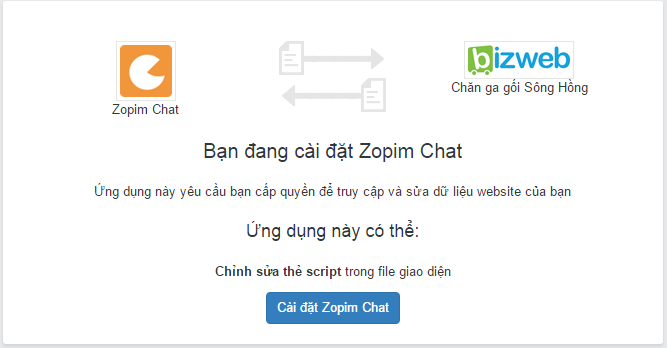 bizweb
Zopim Chat
Chăn ga gối Sông Hồng
Bạn đang cài đặt Zopim Chat
Ứng dụng này yêu cầu bạn cấp quyền để truy cập và sửa dữ liệu website của bạn
Ứng dụng này có thể:
Chỉnh sửa thẻ script trong file giao diện
Cài đặt Zopim Chat